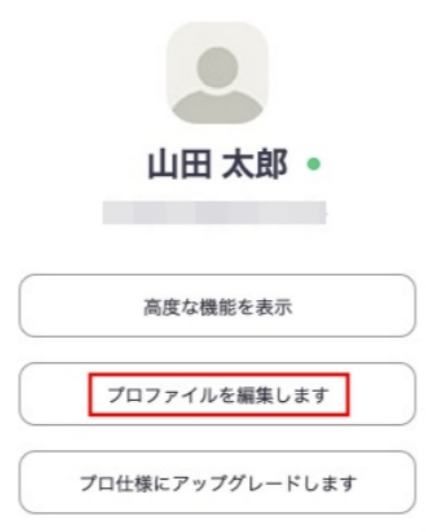 山田 太郎
高度な機能を表示
プロファイルを編集します
プロ仕様にアップグレードします